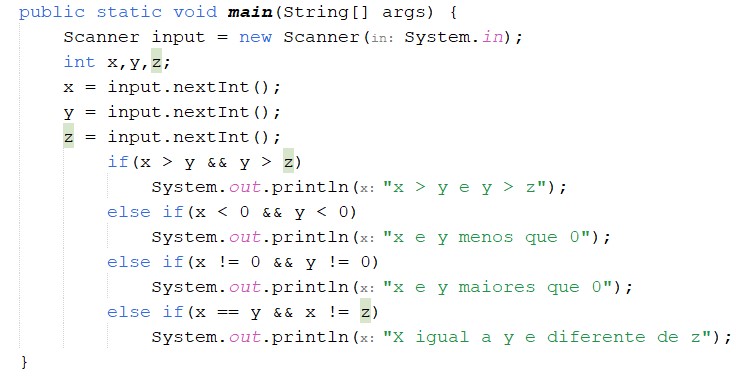 public static void main(String[] args) {
Scanner input = new Scanner(in: System.in);
int x,y,z;
x = input.nextInt();
y = input.nextInt();
z = input.nextInt();
if(x > y && y > z)
System.out.println(x: "x > y e y > z");
else if(x < 0 && y < 0)
System.out.println(x: "x e y menos que 0");
else if(x != 0 && y != 0)
System.out.println(x: "x e y maiores que 0");
else if(x == y && x != z)
System.out.println(x: "X igual a y e diferente de z");
}